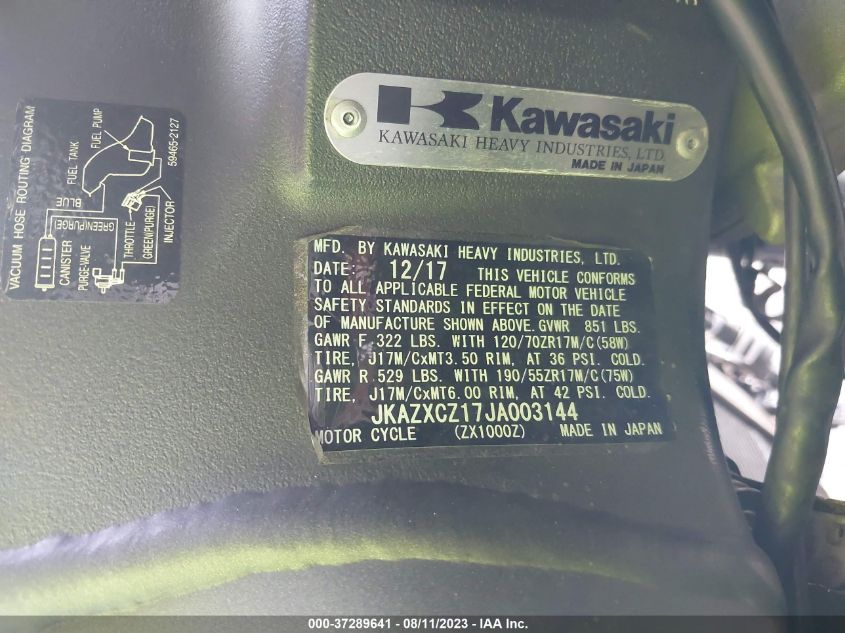 Kawasaki
KAWASAKI HEAVY INDUSTRIES, LTD.
MADE IN JAPAN
VACUUM HOSE ROUTING DIAGRAM
FUEL TANK
FUEL PUMP
59465-2127
BLUE
GREEN(PURGE)
CANISTER
PURGE-VALVE
THROTTLE
GREEN(PURGE)
INJECTOR
MFD. BY KAWASAKI HEAVY INDUSTRIES, LTD.
DATE: 12/17 THIS VEHICLE CONFORMS
TO ALL APPLICABLE FEDERAL MOTOR VEHICLE
SAFETY STANDARDS IN EFFECT ON THE DATE
OF MANUFACTURE SHOWN ABOVE. GVWR 851 LBS.
GAWR F.322 LBS. WITH 120/70ZR17M/C(58W)
TIRE, J17M/CxMT3.50 RIM, AT 36 PSI. COLD.
GAWR R.529 LBS. WITH 190/55ZR17M/C(75W)
TIRE, J17M/CxMT6.00 RIM, AT 42 PSI. COLD.
JKAZXCZ17JA003144
MOTOR CYCLE (ZX1000Z) MADE IN JAPAN
000-37289641 - 08/11/2023 - IAA Inc.